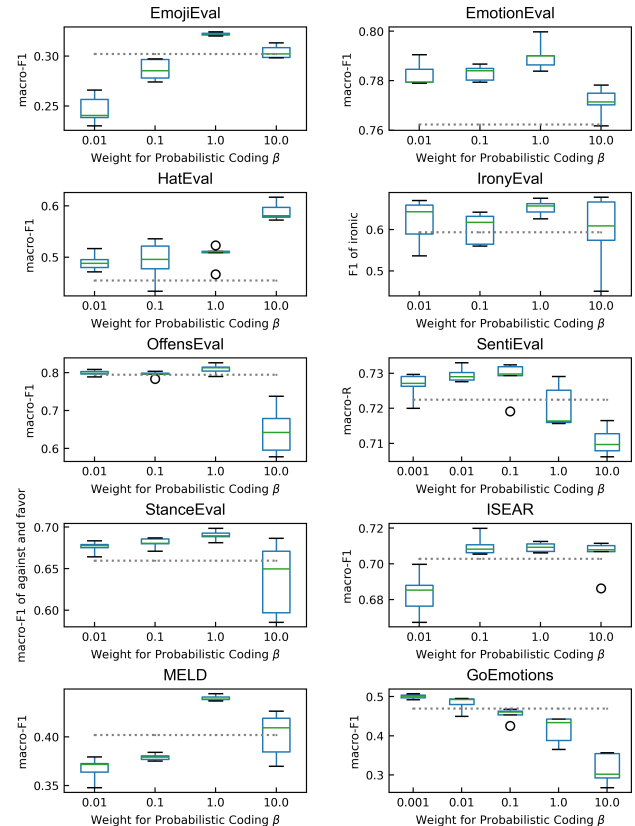 EmojiEval
macro-F1
0.30
0.25
0.01 0.1 1.0 10.0
Weight for Probabilistic Coding β
EmotionEval
macro-F1
0.80
0.78
0.76
0.01 0.1 1.0 10.0
Weight for Probabilistic Coding β
HatEval
macro-F1
0.6
0.5
0.01 0.1 1.0 10.0
Weight for Probabilistic Coding β
IronyEval
F1 of ironic
0.6
0.5
0.01 0.1 1.0 10.0
Weight for Probabilistic Coding β
OffensEval
macro-F1
0.8
0.7
0.6
0.01 0.1 1.0 10.0
Weight for Probabilistic Coding β
SentiEval
macro-R
0.73
0.72
0.71
0.001 0.01 0.1 1.0 10.0
Weight for Probabilistic Coding β
StanceEval
macro-F1 of against and favor
0.70
0.65
0.60
0.01 0.1 1.0 10.0
Weight for Probabilistic Coding β
ISEAR
macro-F1
0.72
0.70
0.68
0.01 0.1 1.0 10.0
Weight for Probabilistic Coding β
MELD
macro-F1
0.40
0.35
0.01 0.1 1.0 10.0
Weight for Probabilistic Coding β
GoEmotions
macro-F1
0.5
0.4
0.3
0.001 0.01 0.1 1.0 10.0
Weight for Probabilistic Coding β